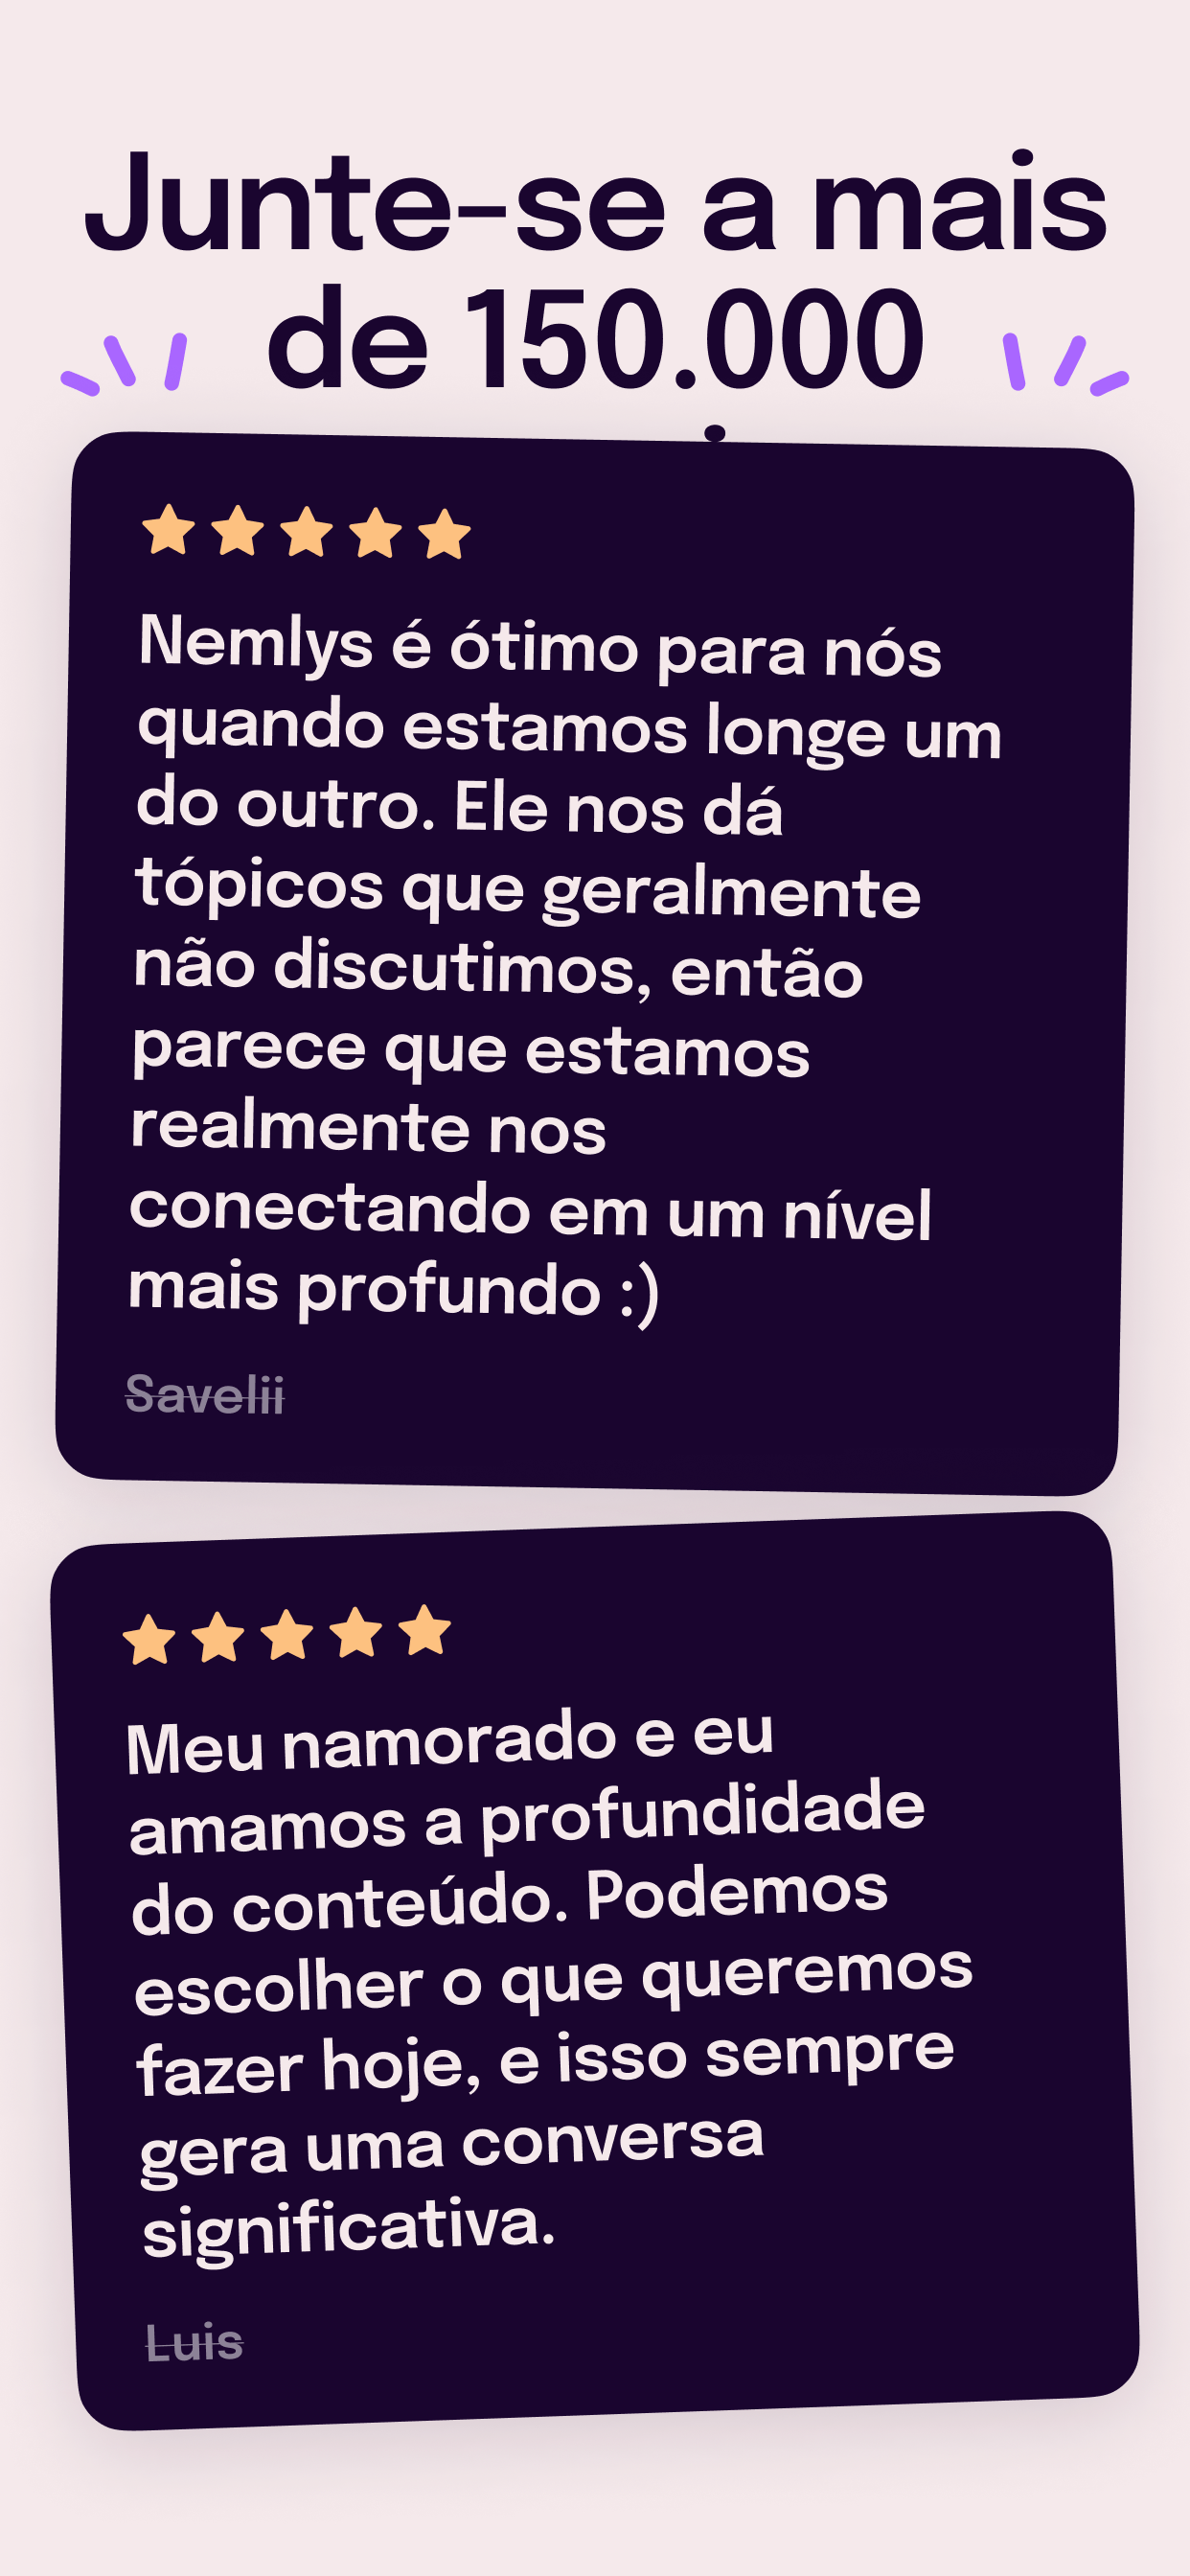 Junte-se a mais
de 150.000
Nemlys é ótimo para nós
quando estamos longe um
do outro. Ele nos dá
tópicos que geralmente
não discutimos, então
parece que estamos
realmente nos
conectando em um nível
mais profundo :)
Savelii
Meu namorado e eu
amamos a profundidade
do conteúdo. Podemos
escolher o que queremos
fazer hoje, e isso sempre
gera uma conversa
significativa.
Luis